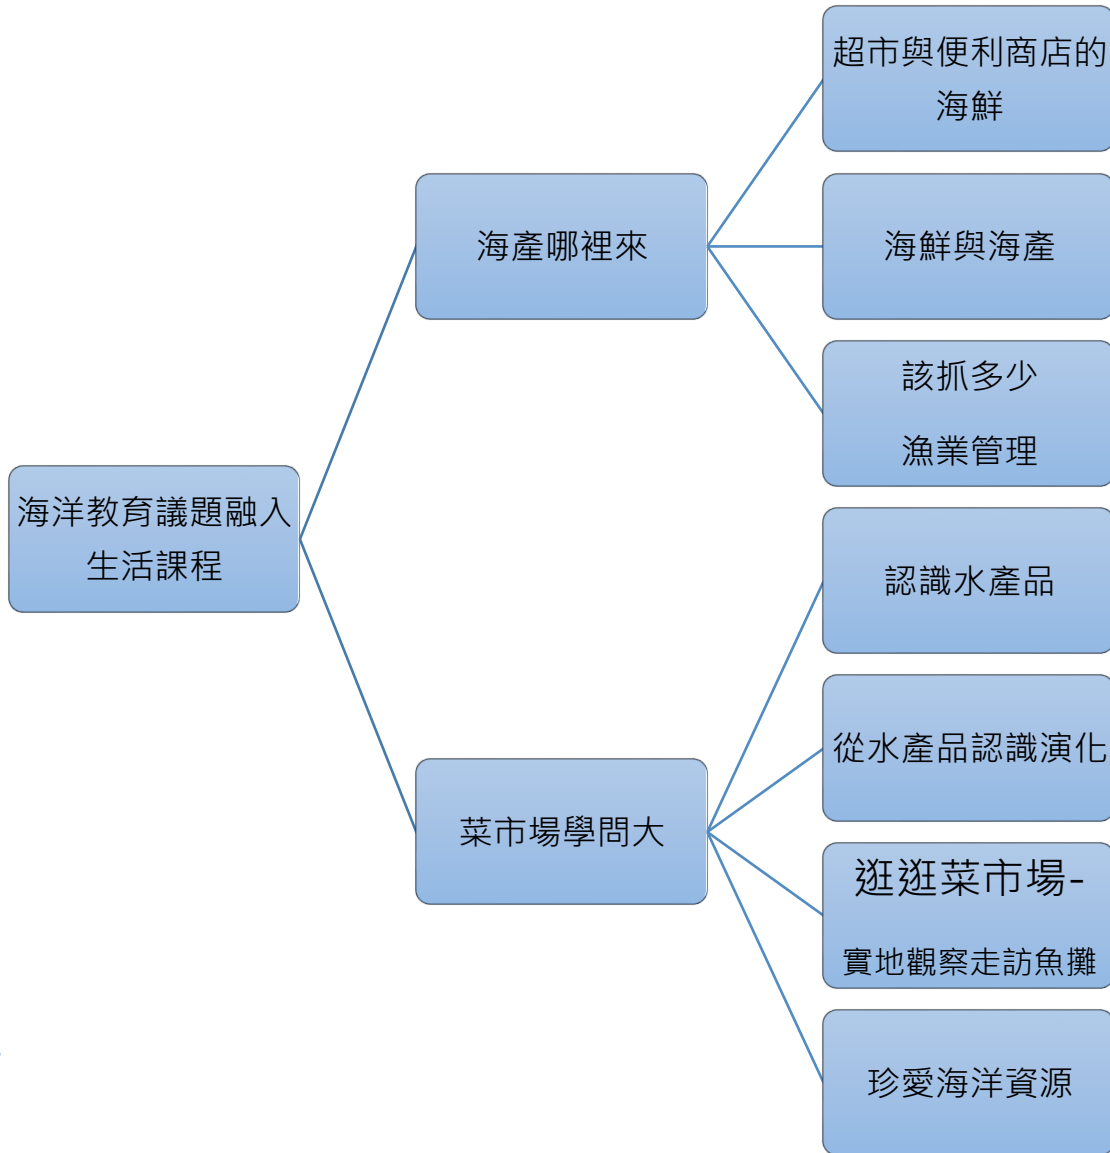 海洋教育議題融入
生活課程
海產哪裡來
超市與便利商店的
海鮮
海鮮與海產
該抓多少
漁業管理
菜市場學問大
認識水產品
從水產品認識演化
逛逛菜市場-
實地觀察走訪魚攤
珍愛海洋資源